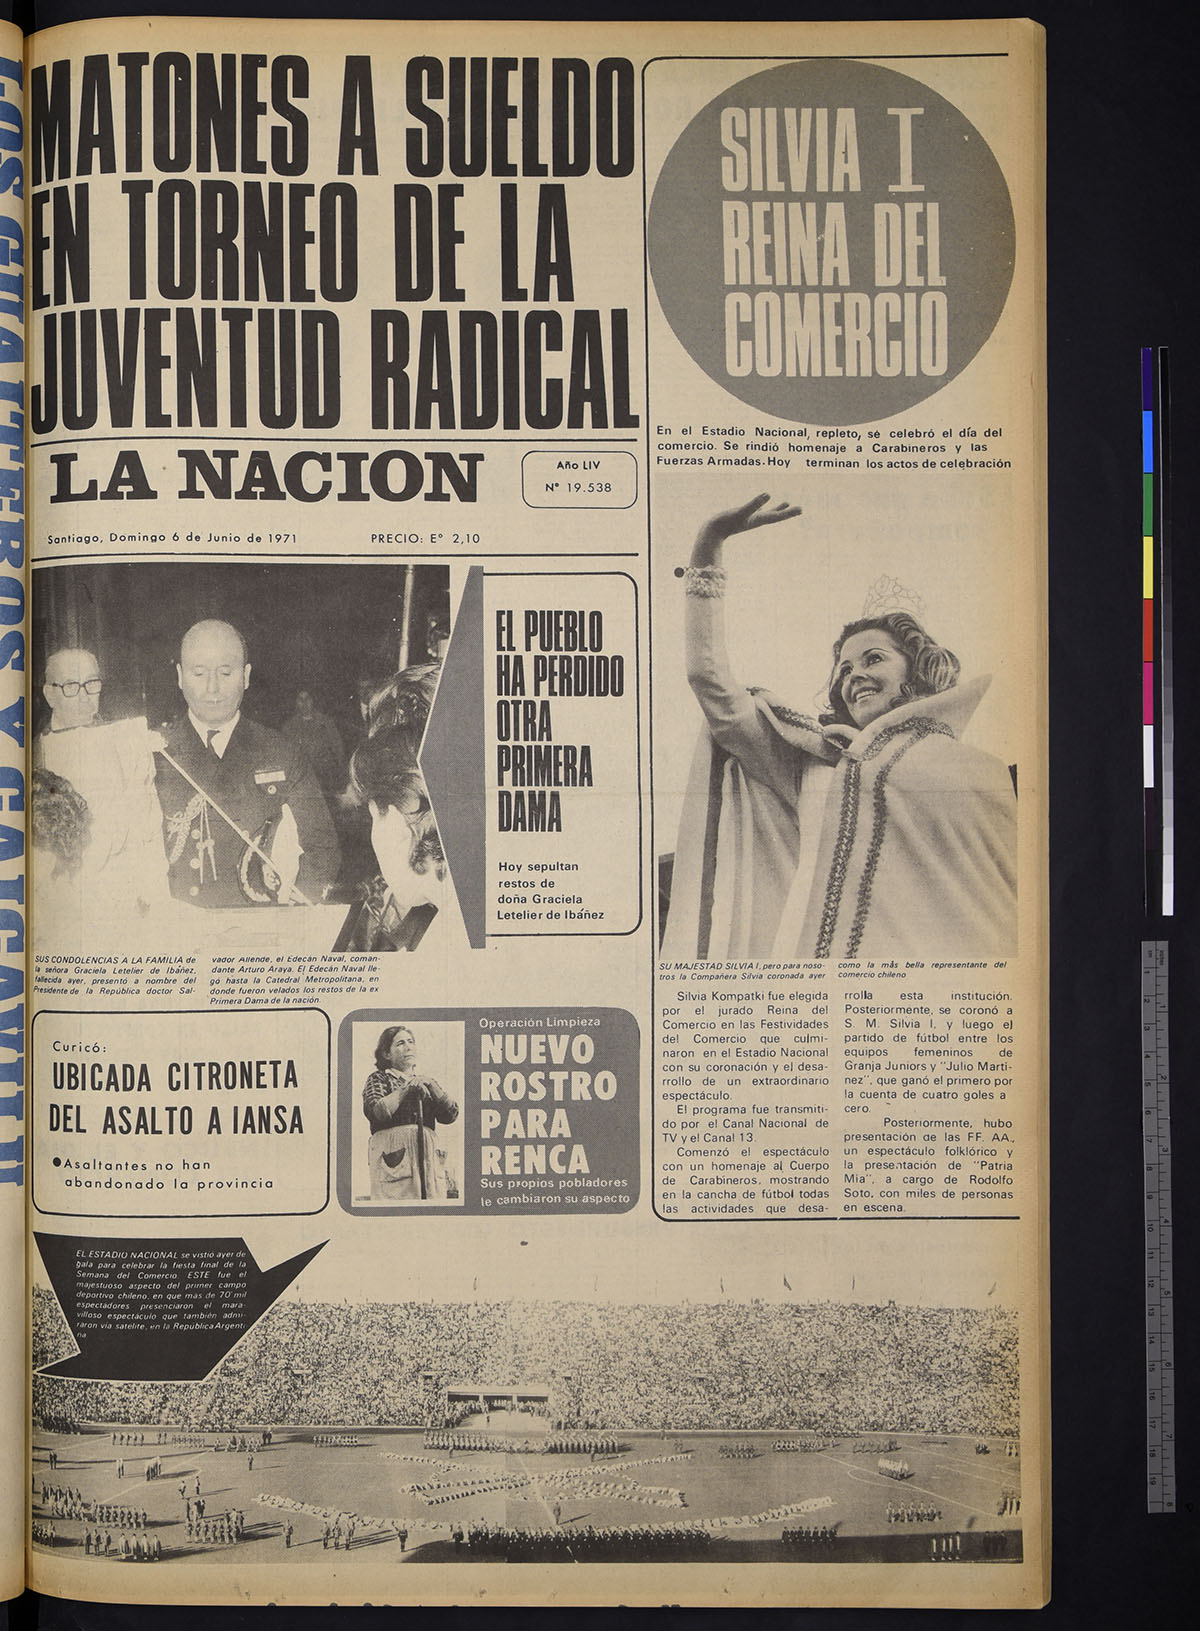 MATONES A SUELDO
EN TORNEO DE LA
JUVENTUD RADICAL
LA NACION
Año LIV
Nº 19.538
Santiago, Domingo 6 de Junio de 1971
PRECIO: Eº 2,10
SILVIA I
REINA DEL
COMERCIO
En el Estadio Nacional, repleto, se celebró el día del
comercio. Se rindió homenaje a Carabineros y las
Fuerzas Armadas. Hoy terminan los actos de celebración
EL PUEBLO
HA PERDIDO
OTRA
PRIMERA
DAMA
Hoy sepultan
restos de
doña Graciela
Letelier de Ibáñez
SUS CONDOLENCIAS A LA FAMILIA de
la señora Graciela Letelier de Ibáñez,
fallecida ayer, presentó a nombre del
Presidente de la República doctor Sal-
vador Allende, el Edecán Naval, coman-
dante Arturo Araya. El Edecán Naval lle-
gó hasta la Catedral Metropolitana, en
donde fueron velados los restos de la ex
Primera Dama de la nación.
SU MAJESTAD SILVIA I, pero para noso-
tros la Compañera Silvia coronada ayer
como la más bella representante del
comercio chileno
Silvia Kompatki fue elegida
por el jurado Reina del
Comercio en las Festividades
del Comercio que culmi-
naron en el Estadio Nacional
con su coronación y el desa-
rrollo de un extraordinario
espectáculo.
El programa fue transmiti-
do por el Canal Nacional de
TV y el Canal 13.
Comenzó el espectáculo
con un homenaje al Cuerpo
de Carabineros, mostrando
en la cancha de fútbol todas
las actividades que desa-
rrolla esta institución.
Posteriormente, se coronó a
S. M. Silvia I, y luego el
partido de fútbol entre los
equipos femeninos de
Granja Juniors y "Julio Martí-
nez", que ganó el primero por
la cuenta de cuatro goles a
cero.
Posteriormente, hubo
presentación de las FF. AA.,
un espectáculo folklórico y
la presentación de "Patria
Mía", a cargo de Rodolfo
Soto, con miles de personas
en escena.
Curicó:
UBICADA CITRONETA
DEL ASALTO A IANSA
●Asaltantes no han
abandonado la provincia
Operación Limpieza
NUEVO
ROSTRO
PARA
RENCA
Sus propios pobladores
le cambiaron su aspecto
EL ESTADIO NACIONAL se vistió ayer de
gala para celebrar la fiesta final de la
Semana del Comercio. ESTE fue el
majestuoso aspecto del primer campo
deportivo chileno, en que más de 70 mil
espectadores presenciaron el mara-
villoso espectáculo que también admi-
raron vía satélite, en la República Argenti-
na.